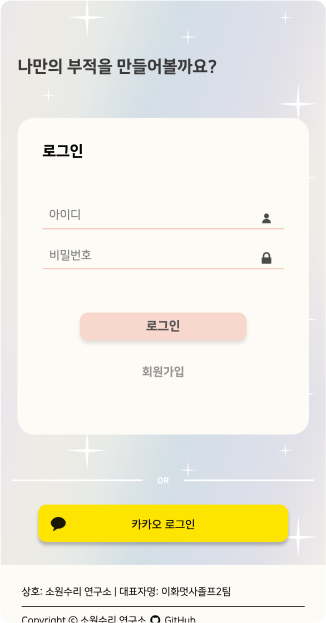 나만의 부적을 만들어볼까요?
로그인
아이디
비밀번호
로그인
회원가입
OR
카카오 로그인
상호: 소원수리 연구소 | 대표자명: 이화멋사졸프2팀
Copyright © 소원수리 연구소 GitHub